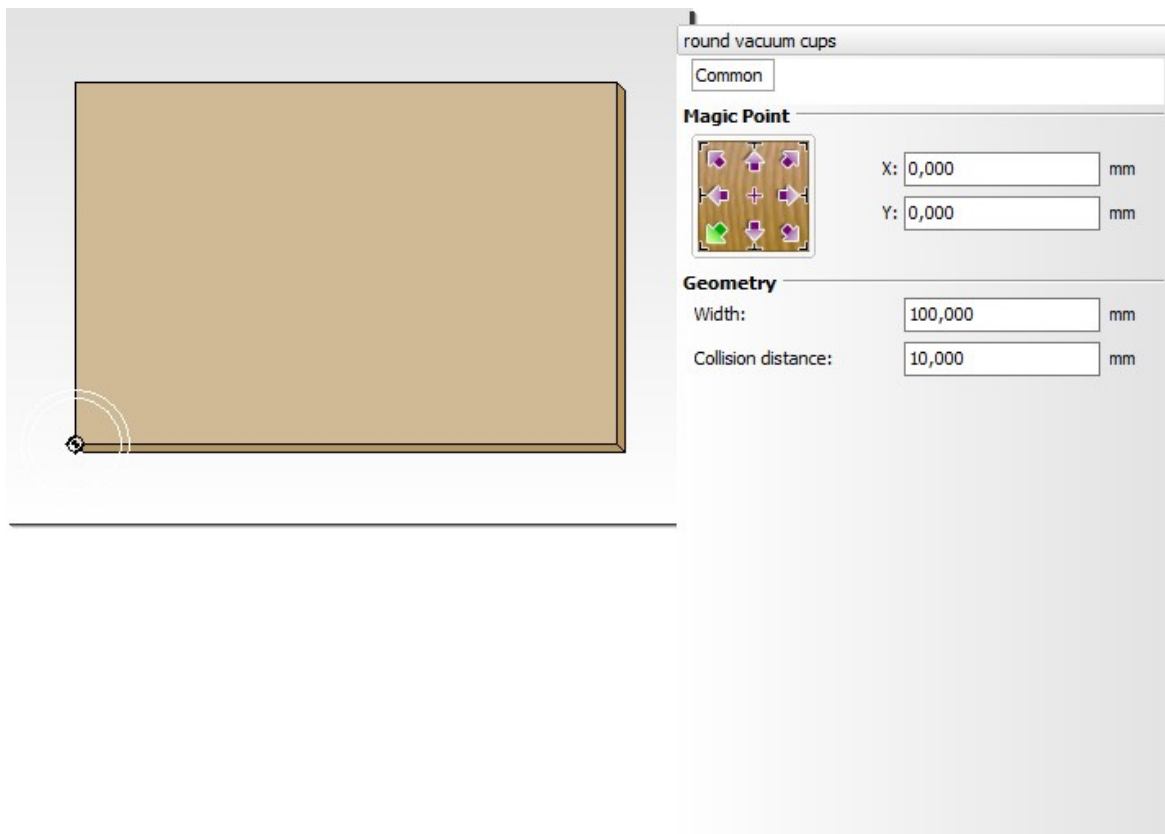 round vacuum cups
Common
Magic Point
X: 0,000 mm
Y: 0,000 mm
Geometry
Width: 100,000 mm
Collision distance: 10,000 mm